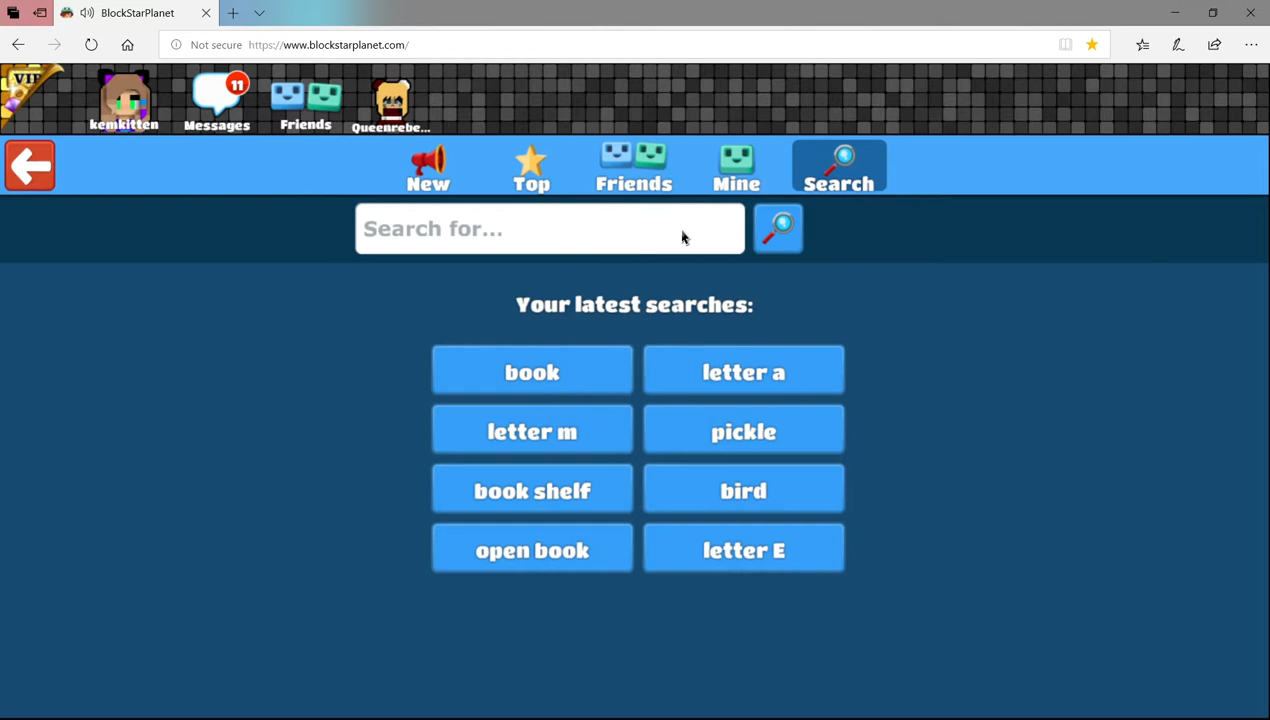 BlockStarPlanet
Not secure https://www.blockstarplanet.com/
VIP
kemkitten
11
Messages
Friends
Queenrebe...
New
Top
Friends
Mine
Search
Search for...
Your latest searches:
book
letter a
letter m
pickle
book shelf
bird
open book
letter E